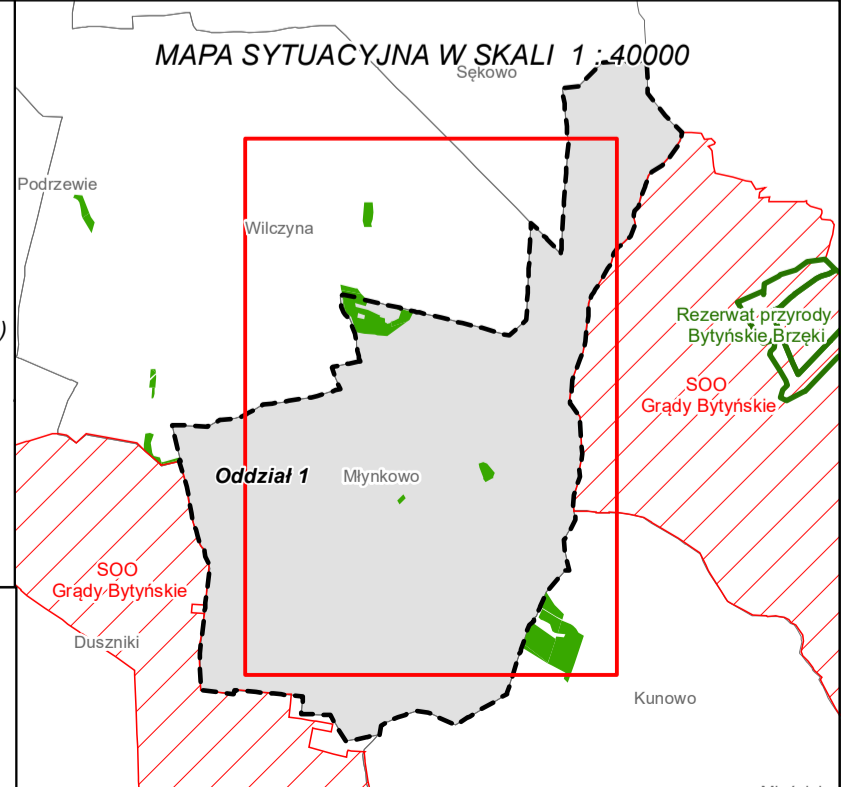 MAPA SYTUACYJNA W SKALI 1 : 40000
Sękowo
Podrzewie
Wilczyna
)
Rezerwat przyrody
Bytyńskie Brzęki
SOO
Grądy Bytyńskie
Oddział 1
Młynkowo
SOO
Grądy Bytyńskie
Duszniki
Kunowo